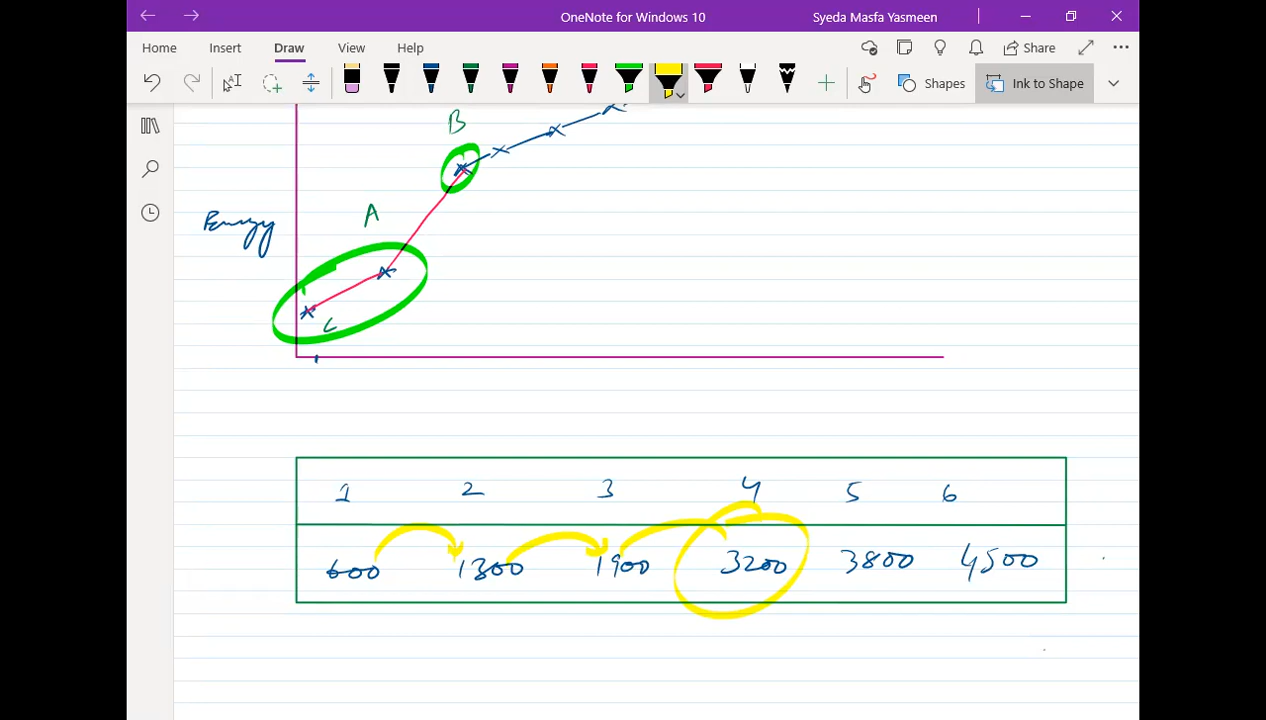 OneNote for Windows 10
Syeda Masfa Yasmeen
Home Insert Draw View Help
Share
Shapes
Ink to Shape
B
A
Energy
C
1 2 3 4 5 6
600 1300 1900 3200 3800 4500